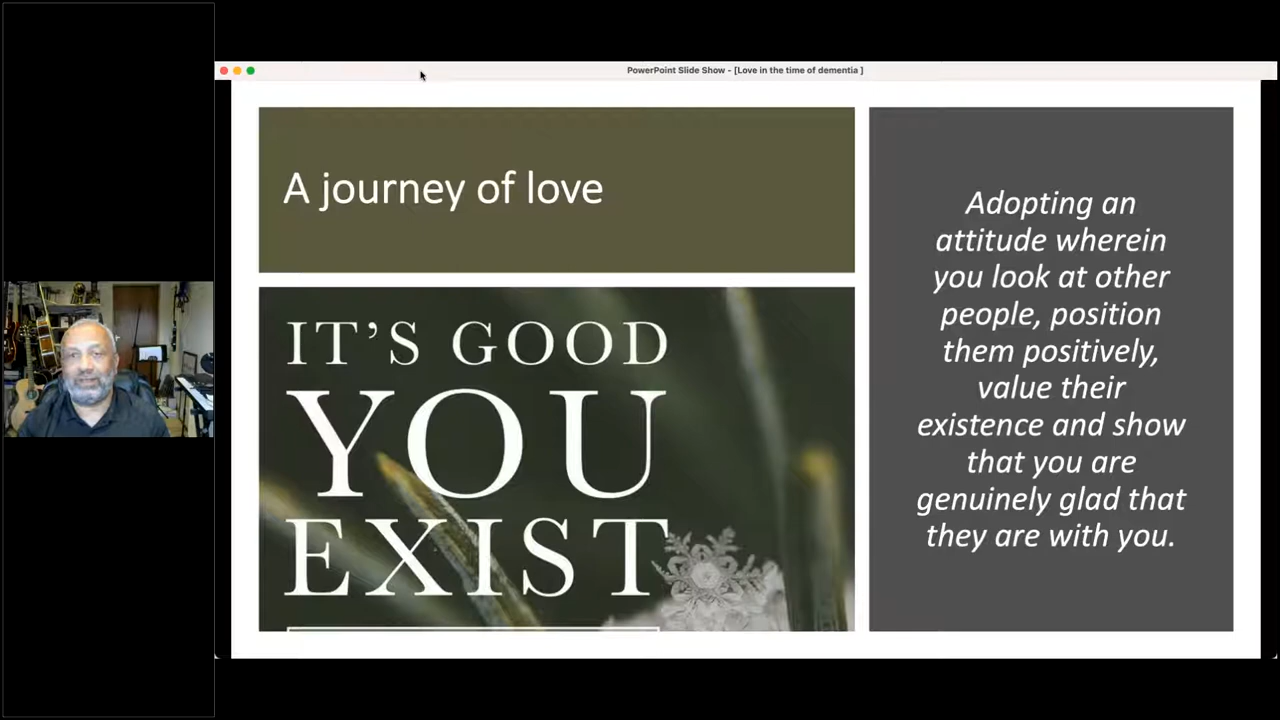 PowerPoint Slide Show - [Love in the time of dementia ]
A journey of love
IT'S GOOD
YOU
EXIST
Adopting an
attitude wherein
you look at other
people, position
them positively,
value their
existence and show
that you are
genuinely glad that
they are with you.